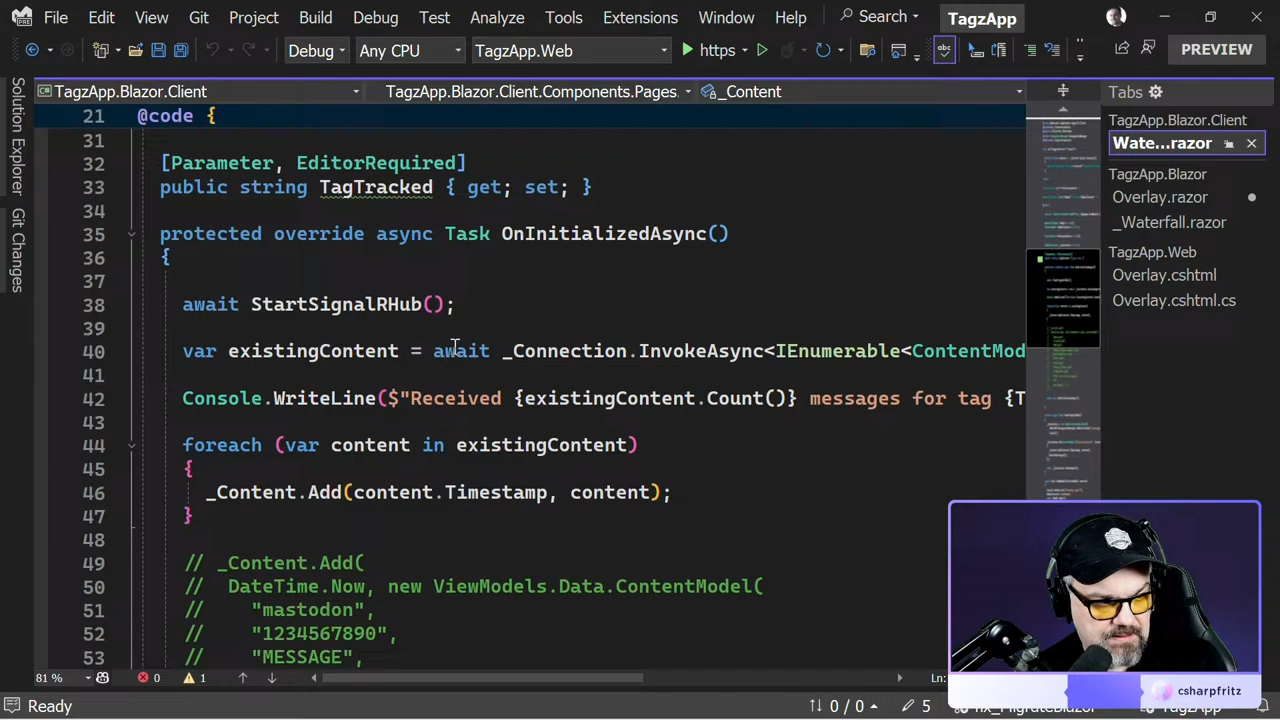 File Edit View Git Project Build Debug Test Analyze Tools Extensions Window Help Search TagzApp
Debug Any CPU TagzApp.Web https abc PREVIEW
TagzApp.Blazor.Client TagzApp.Blazor.Client.Components.Pages. _Content Tabs
Solution Explorer
Git Changes
21 @code {
31
32 [Parameter, EditorRequired]
33 public string TagTracked { get; set; }
34
35 protected override async Task OnInitializedAsync()
36 {
38 await StartSignalRHub();
39
40 var existingContent = await _Connection.InvokeAsync<IEnumerable<ContentMod
41
42 Console.WriteLine($"Recived {existingContent.Count()} messages for tag {T
44 foreach (var content in existingContent)
45 {
46 _Content.Add(content.Timestamp, content);
47 }
48
49 // _Content.Add(
50 // DateTime.Now, new ViewModels.Data.ContentModel(
51 // "mastodon",
52 // "1234567890",
53 // "MESSAGE",
TagzApp.Blazor.Client
Wate...razor
TagzApp.Blazor
Overlay.razor
_Waterfall.razor
TagzApp.Web
Overlay.cshtml
Overlay.cshtml.cs
81 % 0 1 Ln:
csharpfritz
Ready 0 / 0 5 TagzApp